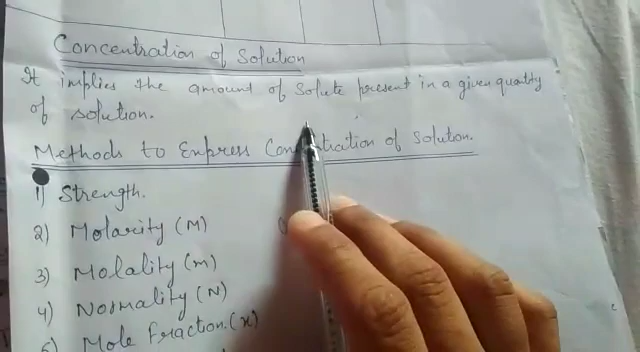 Concentration of Solution
It implies the amount of Solute present in a given quantity
of solution.
Methods to Express Concentration of Solution.
1) Strength.
2) Molarity (M)
3) Molality (m)
4) Normality (N)
5) Mole Fraction. (x)